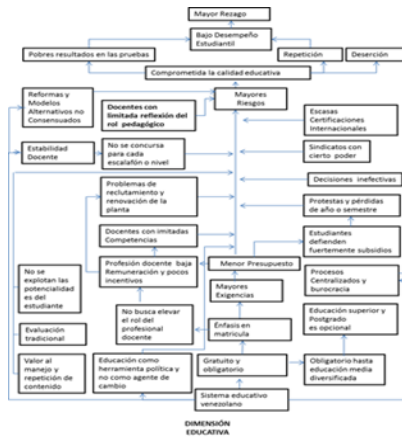 Mayor Rezago
Bajo Desempeño
Estudiantil
Pobres resultados en las pruebas
Repetición
Deserción
Comprometida la calidad educativa
Reformas y
Modelos
Alternativos no
Consensuados
Docentes con
limitada reflexión del
rol pedagógico
Mayores
Riesgos
Escasas
Certificaciones
Internacionales
Estabilidad
Docente
No se concursa
para cada
escalafón o nivel
Sindicatos con
cierto poder
Decisiones inefectivas
Problemas de
reclutamiento y
renovación de la
planta
Protestas y pérdidas
de año o semestre
Docentes con imitadas
Competencias
Estudiantes
defienden
fuertemente subsidios
No se
explotan las
potencialidad
es del
estudiante
Profesión docente baja
Remuneración y pocos
incentivos
Menor Presupuesto
Procesos
Centralizados y
burocracia
Mayores
Exigencias
No busca elevar
el rol del
profesional
docente
Énfasis en
matricula
Educación superior y
Postgrado
es opcional
Evaluación
tradicional
Valor al
manejo y
repetición de
contenido
Educación como
herramienta política y
no como agente de
cambio
Gratuito y
obligatorio
Obligatorio hasta
educación media
diversificada
Sistema educativo
venezolano
DIMENSIÓN
EDUCATIVA